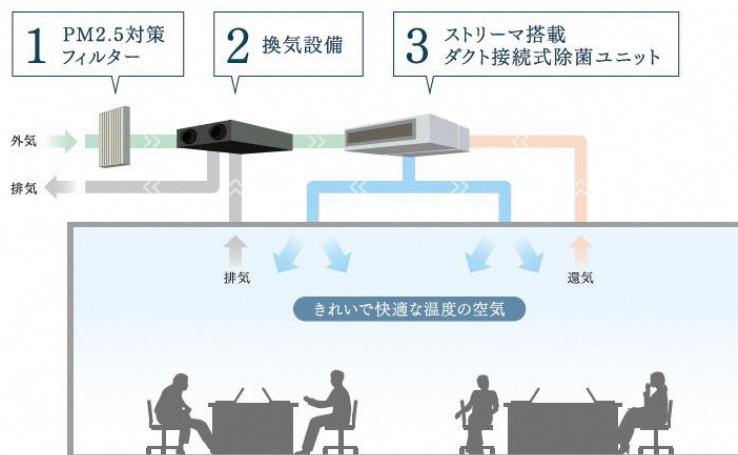 1 PM2.5対策
フィルター
2 換気設備
3 ストリーマ搭載
ダクト接続式除菌ユニット
外気
排気
排気
還気
きれいで快適な温度の空気